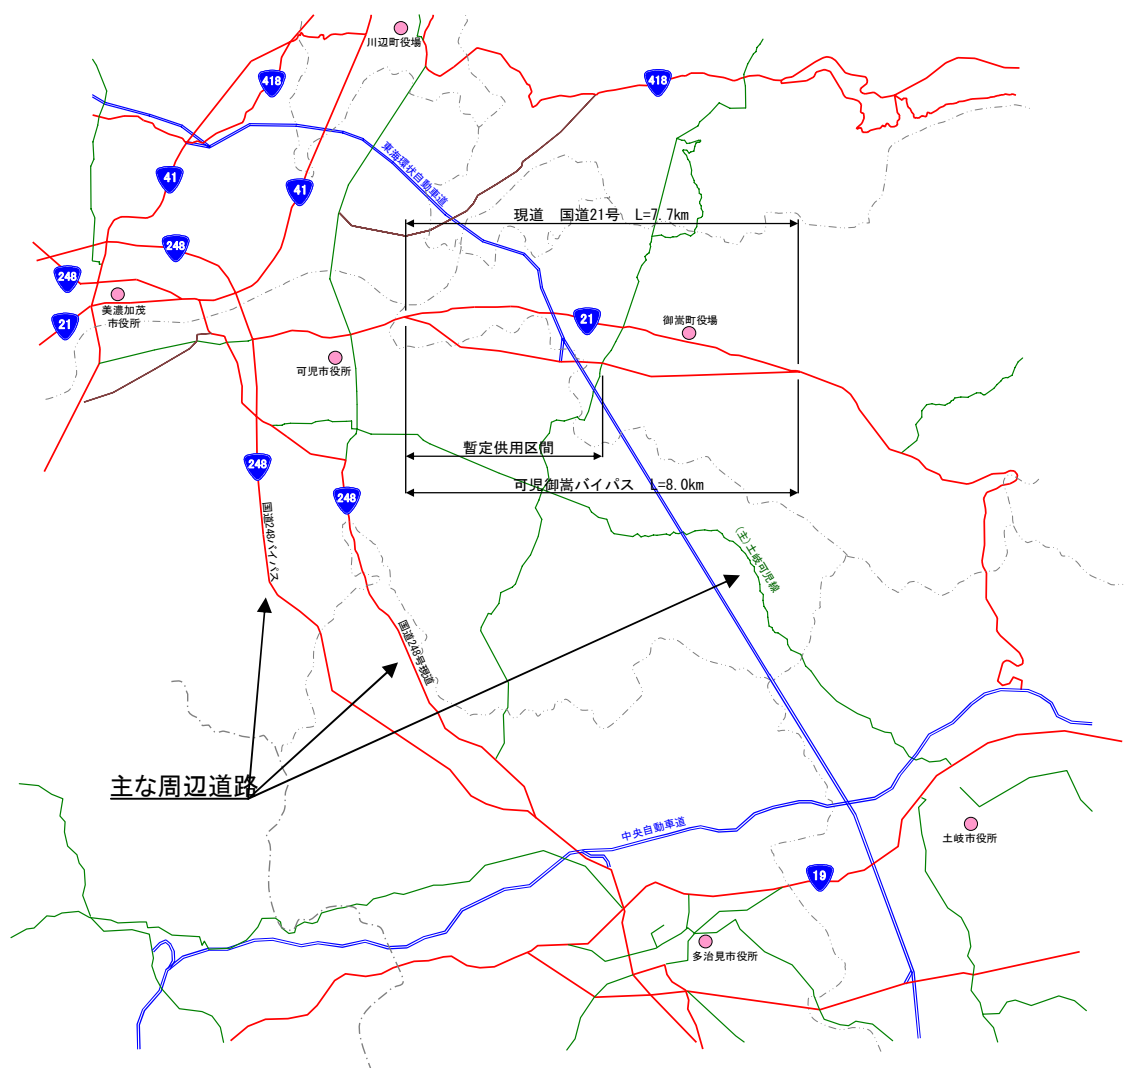 川辺町役場
418
418
東海環状自動車道
41
41
現道　国道21号　L=7.7km
248
248
美濃加茂
市役所
21
21
御嵩町役場
可児市役所
暫定供用区間
248
可児御嵩バイパス　L=8.0km
248
国道248バイパス
(主)土岐可児線
国道248号現道
主な周辺道路
中央自動車道
土岐市役所
19
多治見市役所